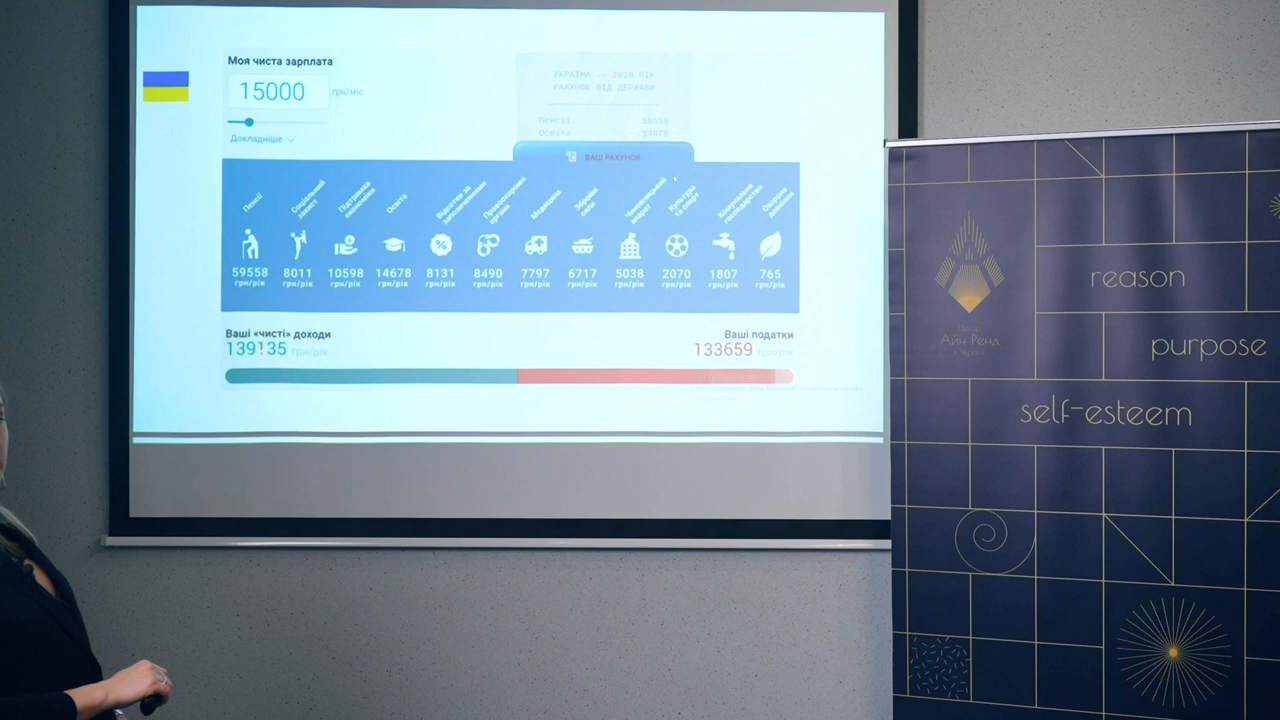 Моя чиста зарплата
15000 грн/міс
Докладніше
УКРАЇНА -- 2020 РІК
РАХУНОК ВІД ДЕРЖАВИ
Пенсії 59558
Освіта 14678
ВАШ РАХУНОК
Пенсії
Соціальний захист
Підтримка економіки
Освіта
Відсотки за запозиченнями
Правоохоронні органи
Медицина
Збройні сили
Чиновницький апарат
Культура та спорт
Комунальне господарство
Охорона довкілля
59558 8011 10598 14678 8131 8490 7797 6717 5038 2070 1807 765
грн/рік грн/рік грн/рік грн/рік грн/рік грн/рік грн/рік грн/рік грн/рік грн/рік грн/рік грн/рік
Ваші «чисті» доходи Ваші податки
139135 грн/рік 133659 грн/рік
reason
purpose
self-esteem
Центр
Айн Ренд
в Україні